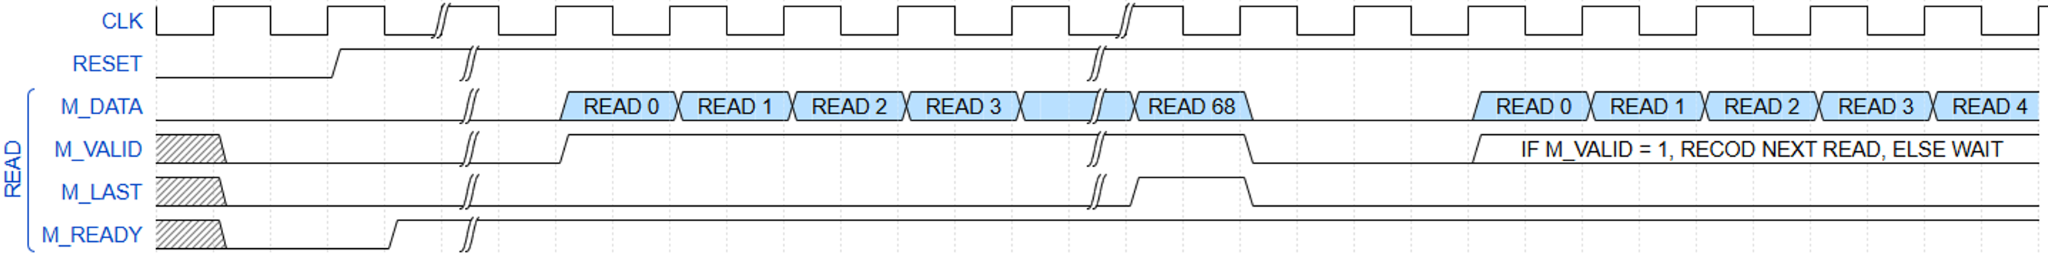 CLK
RESET
M_DATA READ 0 READ 1 READ 2 READ 3 READ 68 READ 0 READ 1 READ 2 READ 3 READ 4
M_VALID IF M_VALID = 1, RECOD NEXT READ, ELSE WAIT
READ
M_LAST
M_READY